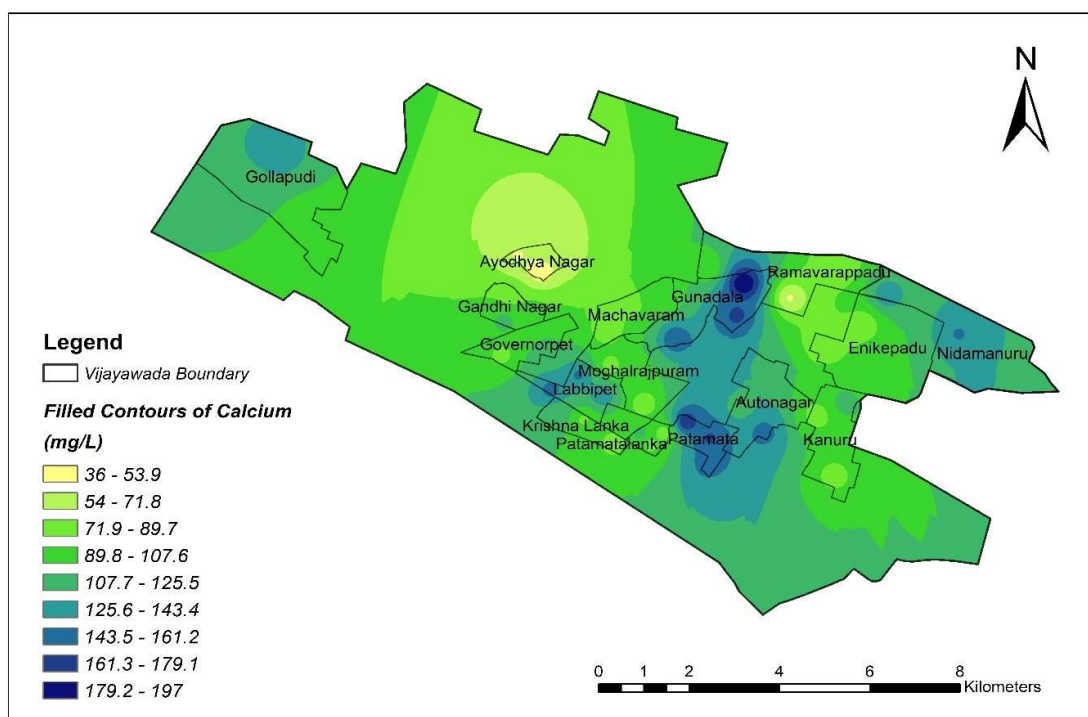 N
Gollapudi
Ayodhya Nagar
Ramavarappadu
Gunadala
Gandhi Nagar
Machavaram
Governorpet
Enikepadu
Nidamanuru
Moghalrajpuram
Labbipet
Autonagar
Krishna Lanka
Patamata
Kanuru
Patamatalanka
Legend
Vijayawada Boundary
Filled Contours of Calcium
(mg/L)
36 - 53.9
54 - 71.8
71.9 - 89.7
89.8 - 107.6
107.7 - 125.5
125.6 - 143.4
143.5 - 161.2
161.3 - 179.1
179.2 - 197
0 1 2 4 6 8
Kilometers